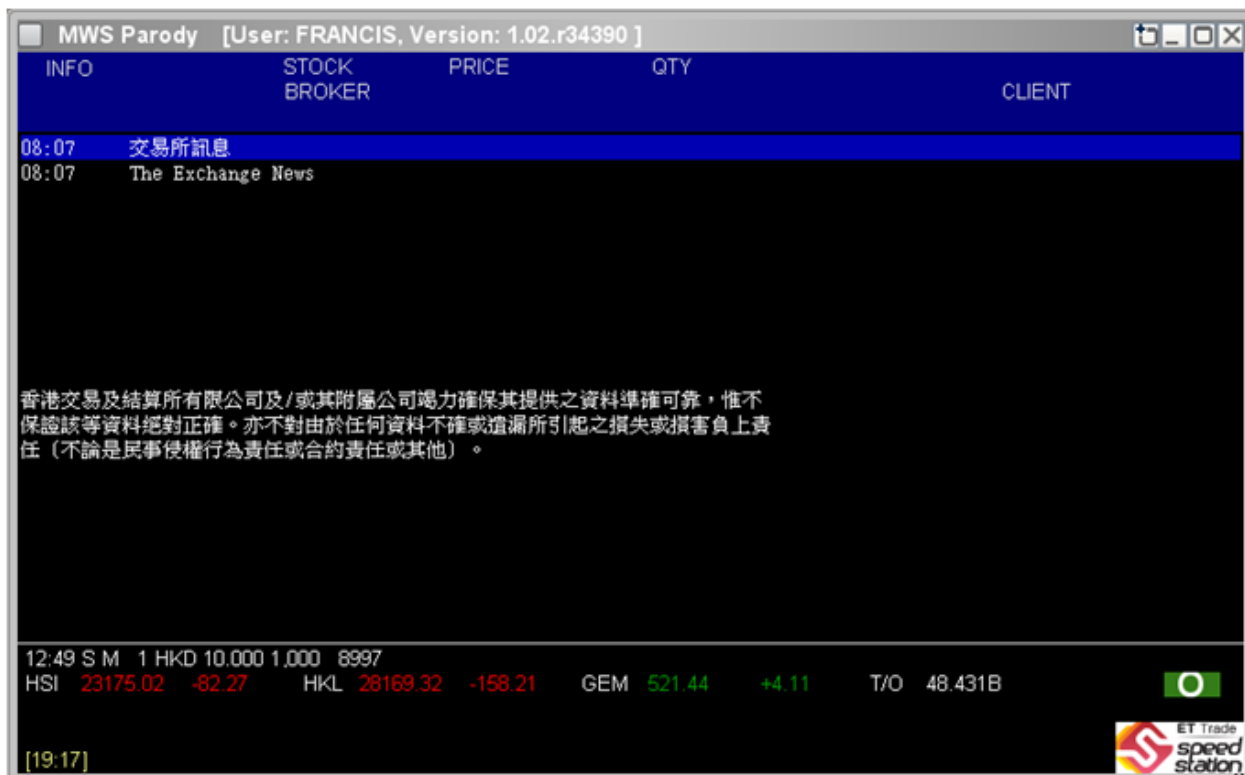 MWS Parody [User: FRANCIS, Version: 1.02.r34390 ]
INFO STOCK PRICE QTY
BROKER CLIENT
08:07 交易所訊息
08:07 The Exchange News
香港交易及結算所有限公司及/或其附屬公司竭力確保其提供之資料準確可靠，惟不
保證該等資料絕對正確。亦不對由於任何資料不確或遺漏所引起之損失或損害負上責
任〔不論是民事侵權行為責任或合約責任或其他〕。
12:49 S M 1 HKD 10.000 1,000 8997
HSI 23175.02 -82.27 HKL 28169.32 -158.21 GEM 521.44 +4.11 T/O 48.431B O
[19:17]
ET Trade
speed
station